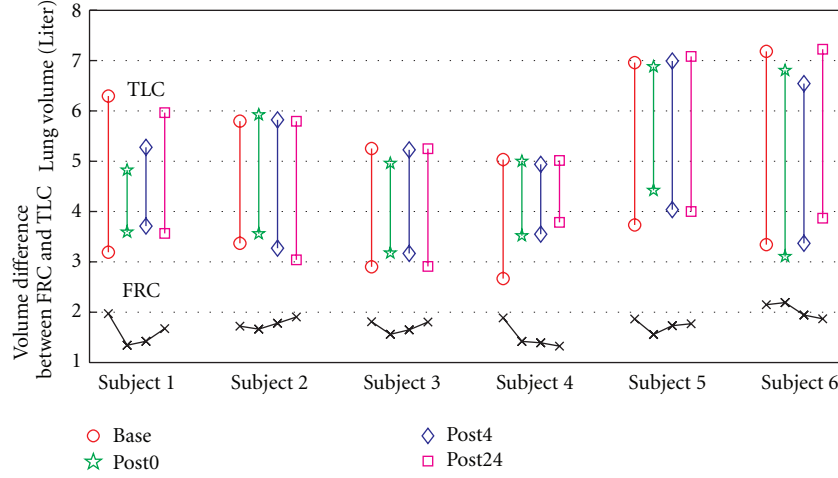 8
7
6
5
4
3
2
1
Lung volume (Liter)
Volume difference
between FRC and TLC
TLC
FRC
Subject 1 Subject 2 Subject 3 Subject 4 Subject 5 Subject 6
Base
Post0
Post4
Post24